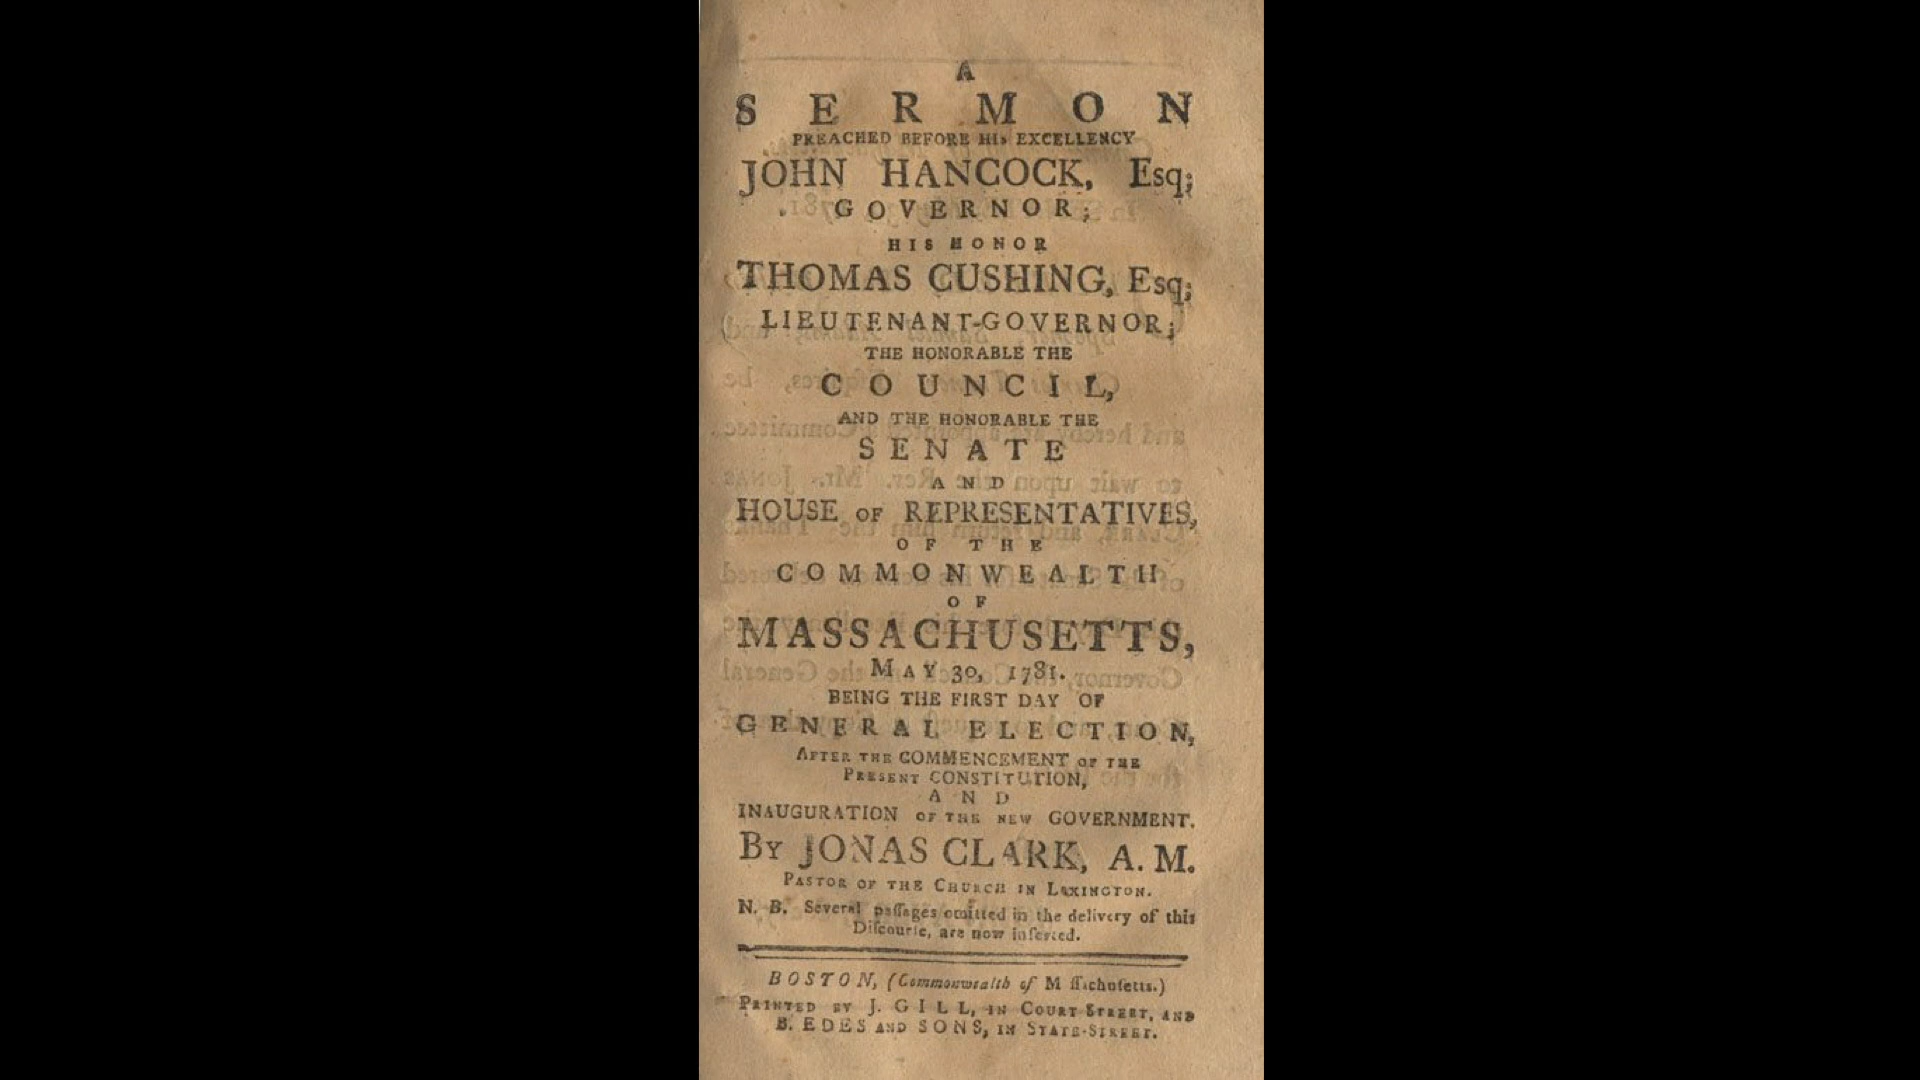 A
SERMON
PREACHED BEFORE HIS EXCELLENCY
JOHN HANCOCK, Esq;
GOVERNOR;
HIS HONOR
THOMAS CUSHING, Esq;
LIEUTENANT-GOVERNOR;
THE HONORABLE THE
COUNCIL,
AND THE HONORABLE THE
SENATE
AND
HOUSE OF REPRESENTATIVES,
OF THE
COMMONWEALTH
OF
MASSACHUSETTS,
MAY 30, 1781.
BEING THE FIRST DAY OF
GENERAL ELECTION,
AFTER THE COMMENCEMENT OF THE
PRESENT CONSTITUTION,
AND
INAUGURATION OF THE NEW GOVERNMENT.
BY JONAS CLARK, A. M.
PASTOR OF THE CHURCH IN LEXINGTON.
N. B. Several paſſages omitted in the delivery of this
Diſcourſe, are now inſerted.
BOSTON, (Commonwealth of M ſſachuſetts.)
PRINTED BY J. GILL, IN COURT-STREET, AND
B. EDES AND SONS, IN STATE-STREET.